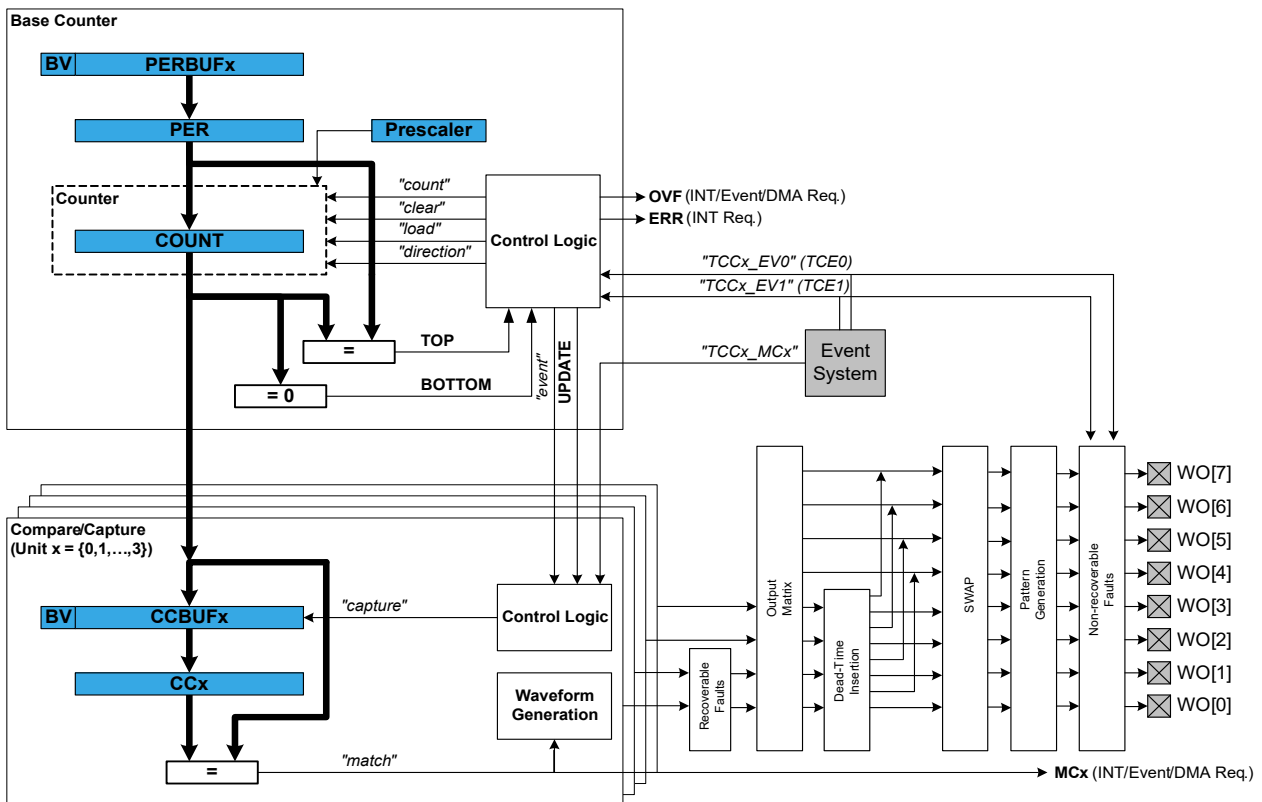 Base Counter
BV PERBUFx
PER
Prescaler
Counter
COUNT
"count"
"clear"
"load"
"direction"
Control Logic
OVF (INT/Event/DMA Req.)
ERR (INT Req.)
"TCCx_EV0" (TCE0)
"TCCx_EV1" (TCE1)
"TCCx_MCx"
Event
System
=
TOP
= 0
BOTTOM
"event"
UPDATE
Compare/Capture
(Unit x = {0,1,…,3})
BV CCBUFx
"capture"
Control Logic
CCx
Waveform
Generation
=
"match"
Recoverable
Faults
Output
Matrix
Dead-Time
Insertion
SWAP
Pattern
Generation
Non-recoverable
Faults
WO[7]
WO[6]
WO[5]
WO[4]
WO[3]
WO[2]
WO[1]
WO[0]
MCx (INT/Event/DMA Req.)